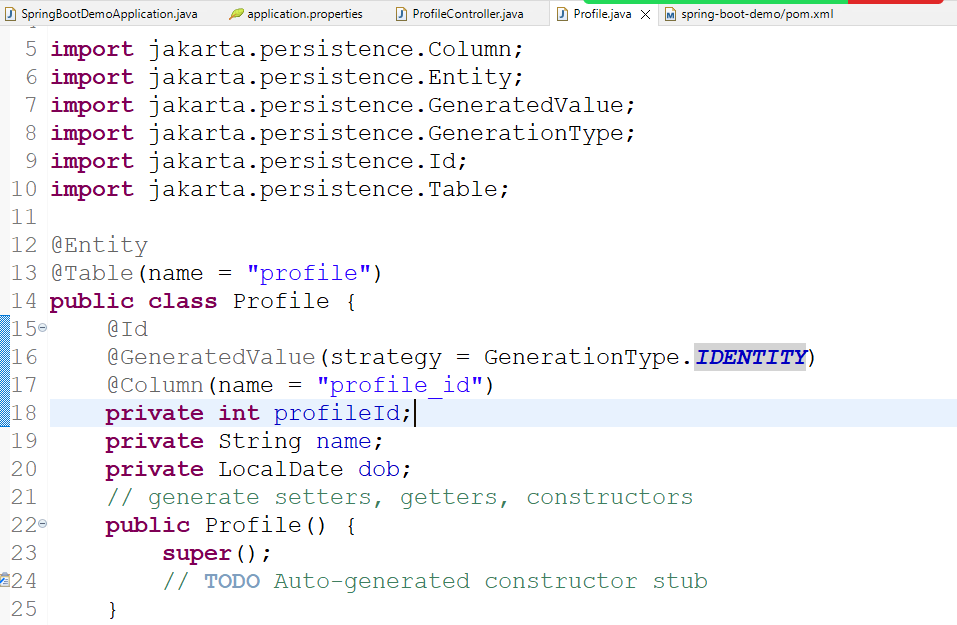 SpringBootDemoApplication.java application.properties ProfileController.java Profile.java spring-boot-demo/pom.xml
5 import jakarta.persistence.Column;
6 import jakarta.persistence.Entity;
7 import jakarta.persistence.GeneratedValue;
8 import jakarta.persistence.GenerationType;
9 import jakarta.persistence.Id;
10 import jakarta.persistence.Table;
11
12 @Entity
13 @Table(name = "profile")
14 public class Profile {
15 @Id
16 @GeneratedValue(strategy = GenerationType.IDENTITY)
17 @Column(name = "profile_id")
18 private int profileId;
19 private String name;
20 private LocalDate dob;
21 // generate setters, getters, constructors
22 public Profile() {
23 super();
24 // TODO Auto-generated constructor stub
25 }